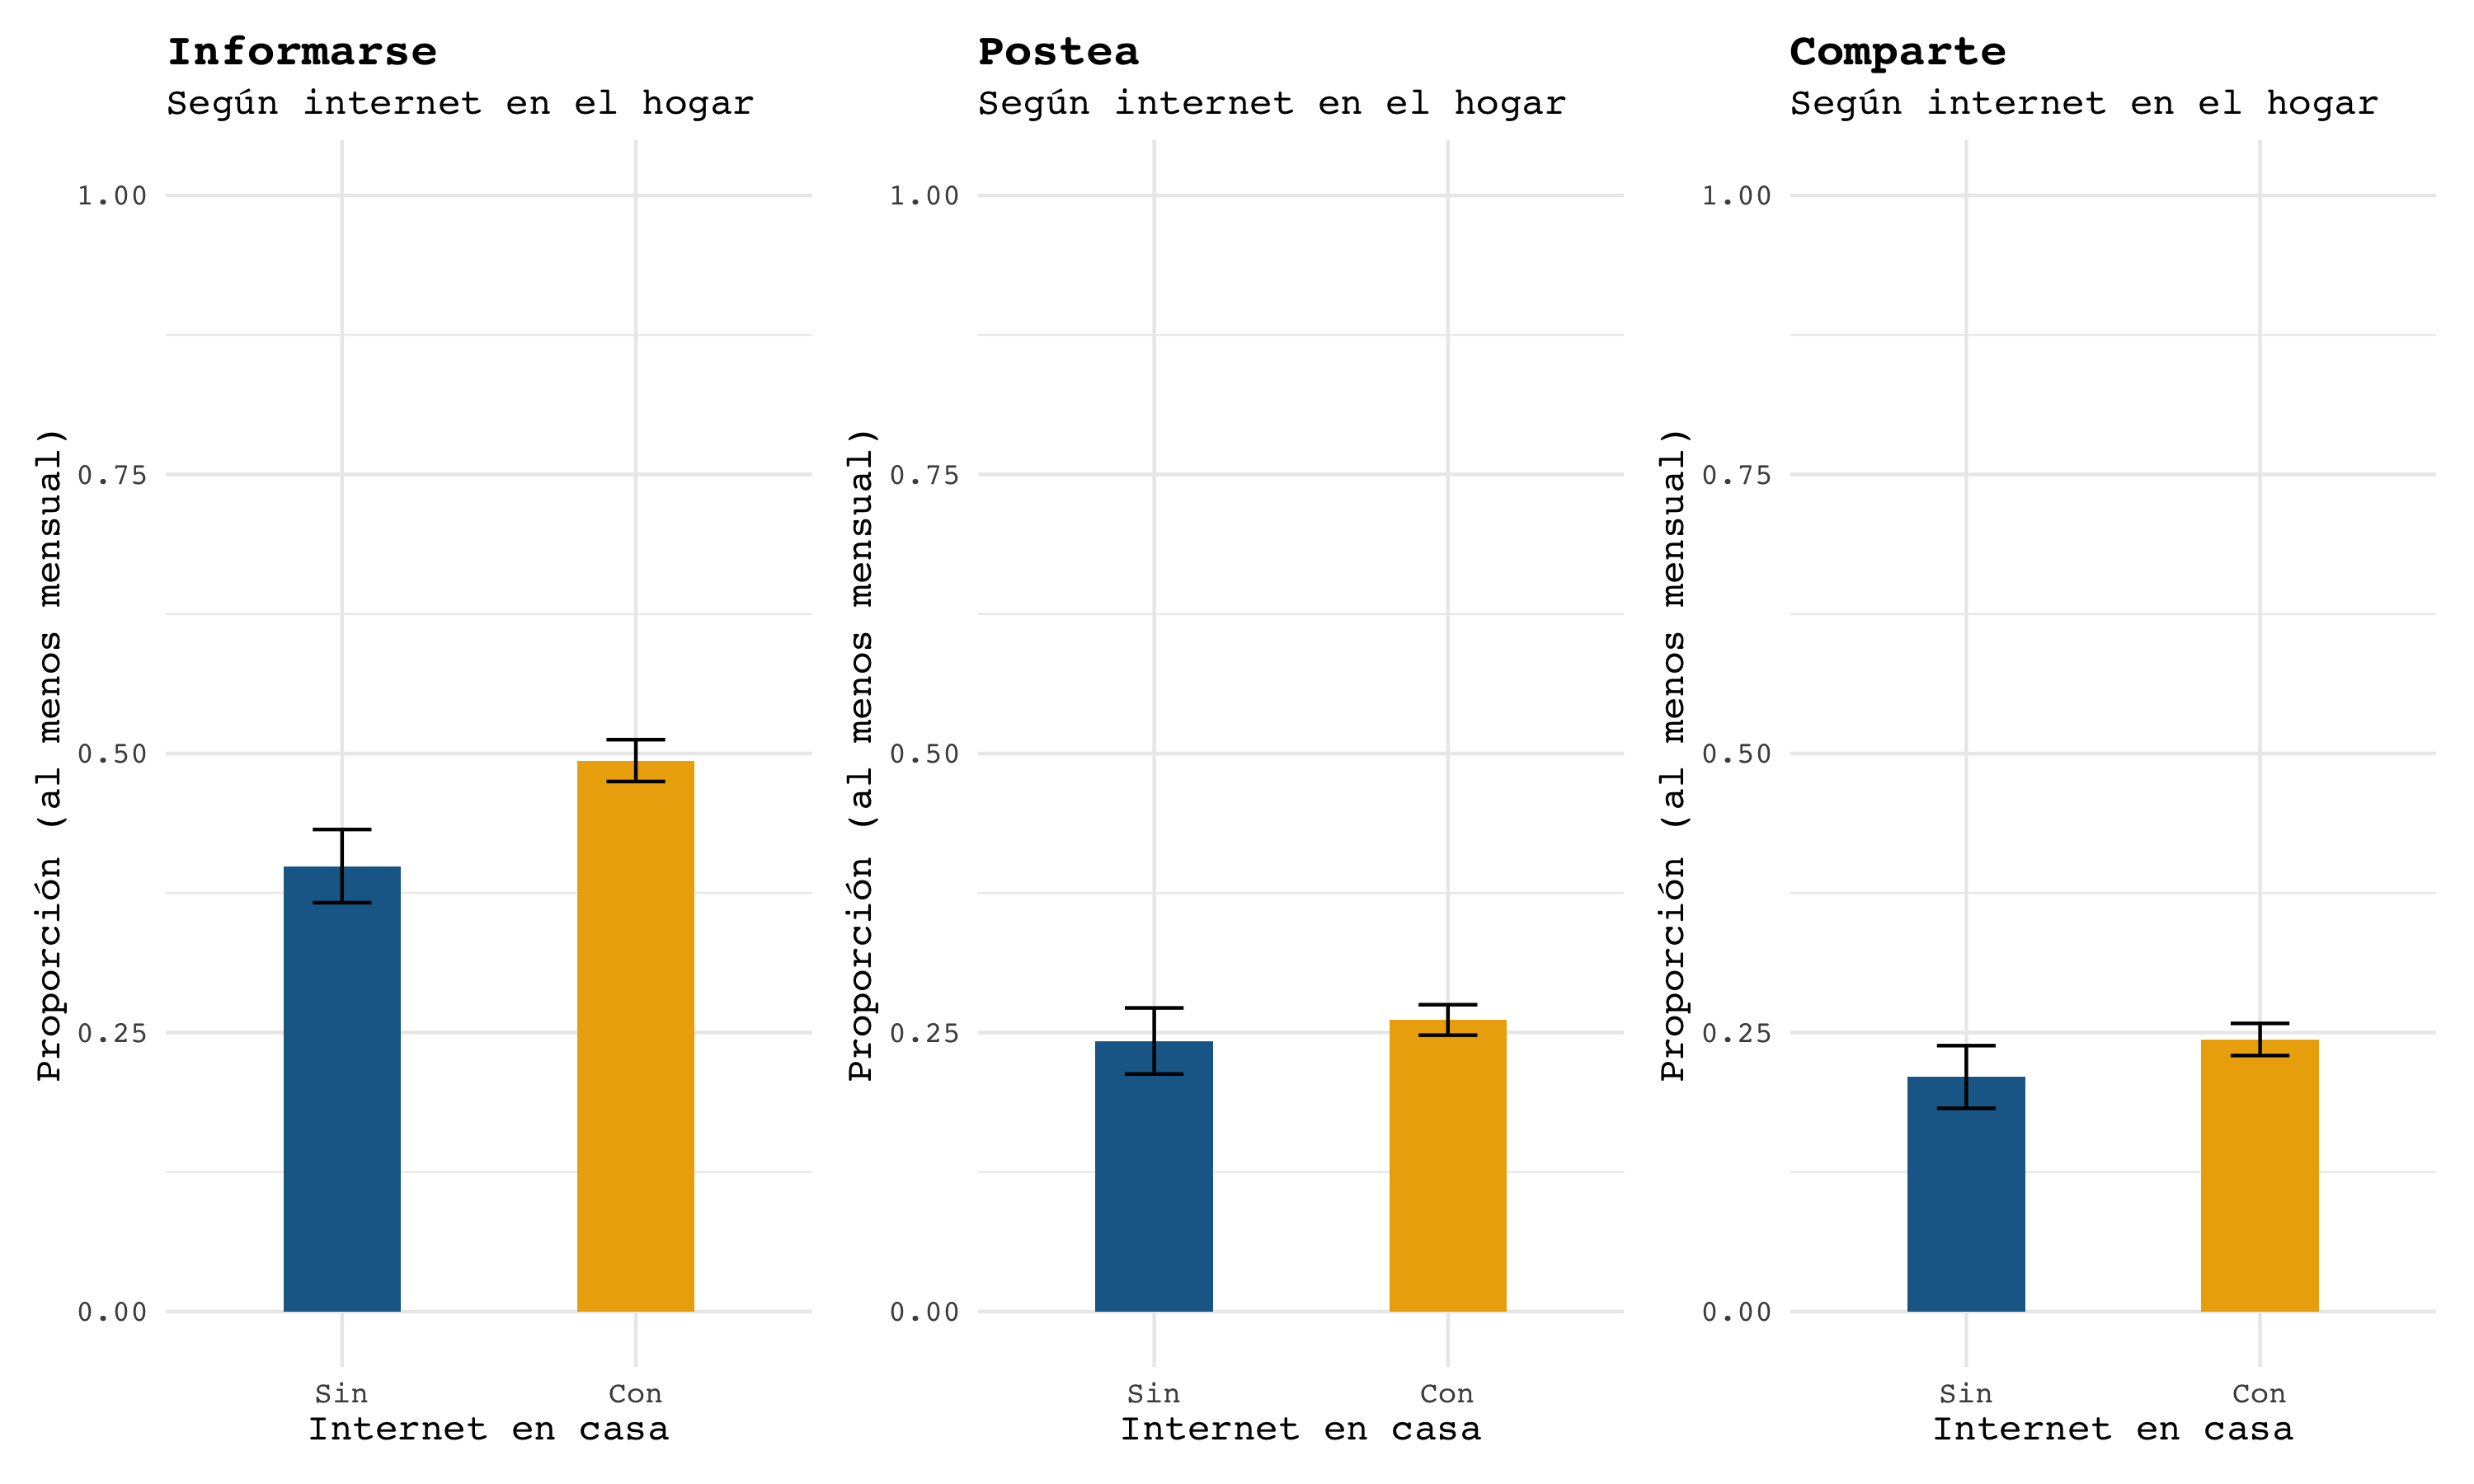 Informarse
Según internet en el hogar
1.00
0.75
0.50
0.25
0.00
Proporción (al menos mensual)
Sin
Con
Internet en casa
Postea
Según internet en el hogar
1.00
0.75
0.50
0.25
0.00
Proporción (al menos mensual)
Sin
Con
Internet en casa
Comparte
Según internet en el hogar
1.00
0.75
0.50
0.25
0.00
Proporción (al menos mensual)
Sin
Con
Internet en casa